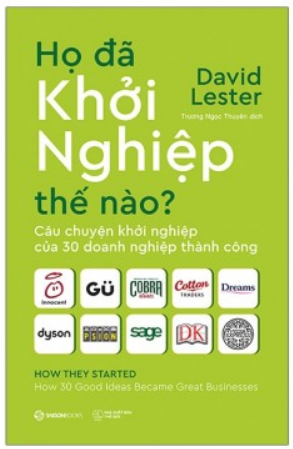 Họ đã
Khởi
Nghiệp
thế nào?
David
Lester
Trương Ngọc Thuyên dịch
Câu chuyện khởi nghiệp
của 30 doanh nghiệp thành công
innocent
GÜ
COBRA
Cotton
TRADERS
Dreams
dyson
PSION
sage
DK
HOW THEY STARTED
How 30 Good Ideas Became Great Businesses
SAIGONBOOKS